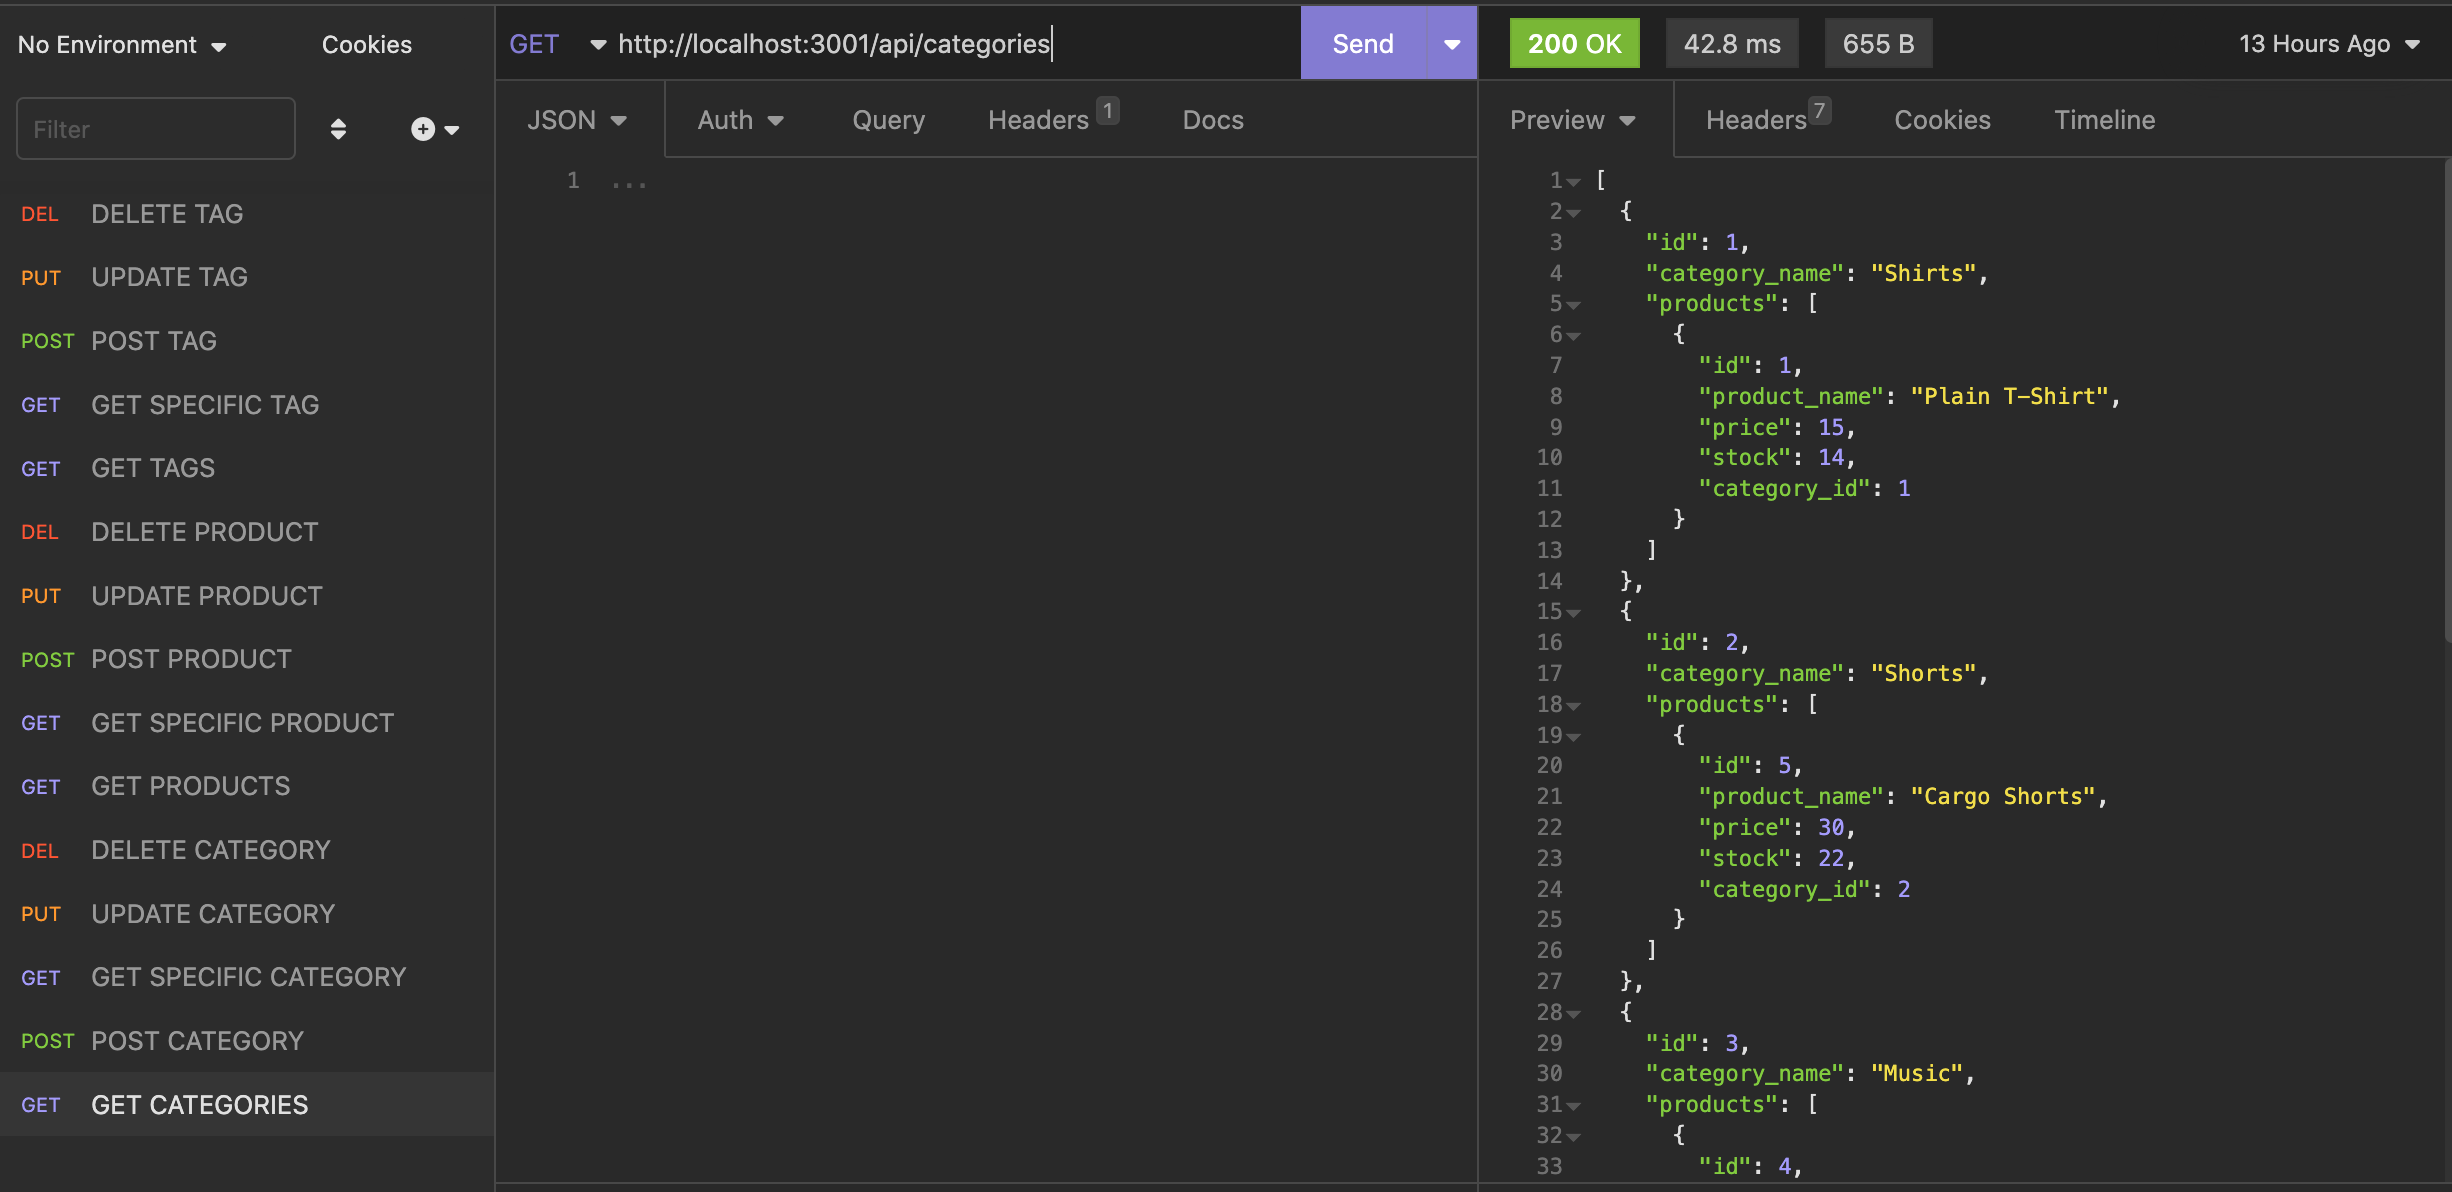 No Environment Cookies
Filter
DEL DELETE TAG
PUT UPDATE TAG
POST POST TAG
GET GET SPECIFIC TAG
GET GET TAGS
DEL DELETE PRODUCT
PUT UPDATE PRODUCT
POST POST PRODUCT
GET GET SPECIFIC PRODUCT
GET GET PRODUCTS
DEL DELETE CATEGORY
PUT UPDATE CATEGORY
GET GET SPECIFIC CATEGORY
POST POST CATEGORY
GET GET CATEGORIES
GET http://localhost:3001/api/categories Send
JSON Auth Query Headers 1 Docs
1 ...
200 OK 42.8 ms 655 B 13 Hours Ago
Preview Headers 7 Cookies Timeline
1 [
2 {
3 "id": 1,
4 "category_name": "Shirts",
5 "products": [
6 {
7 "id": 1,
8 "product_name": "Plain T-Shirt",
9 "price": 15,
10 "stock": 14,
11 "category_id": 1
12 }
13 ]
14 },
15 {
16 "id": 2,
17 "category_name": "Shorts",
18 "products": [
19 {
20 "id": 5,
21 "product_name": "Cargo Shorts",
22 "price": 30,
23 "stock": 22,
24 "category_id": 2
25 }
26 ]
27 },
28 {
29 "id": 3,
30 "category_name": "Music",
31 "products": [
32 {
33 "id": 4,